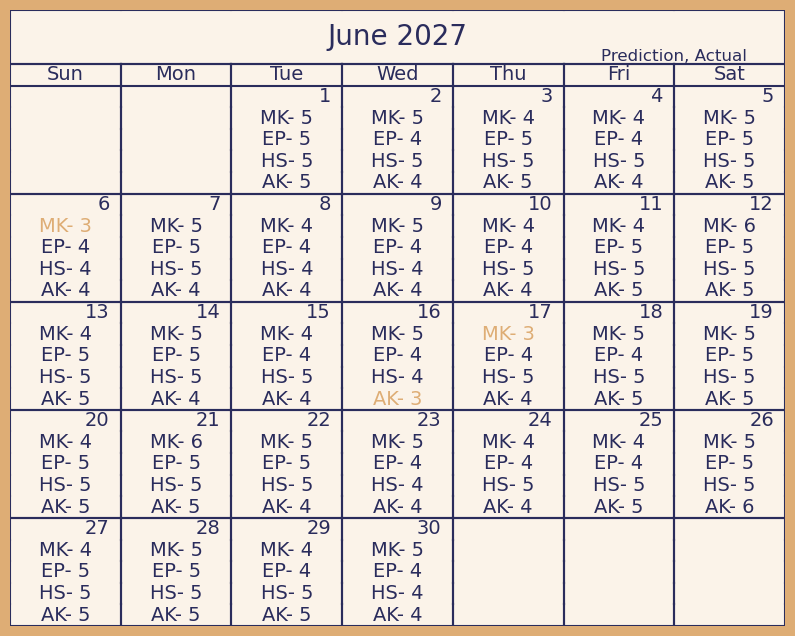 June 2027
Prediction, Actual
Sun Mon Tue Wed Thu Fri Sat
1 2 3 4 5
MK- 5 MK- 5 MK- 4 MK- 4 MK- 5
EP- 5 EP- 4 EP- 5 EP- 4 EP- 5
HS- 5 HS- 5 HS- 5 HS- 5 HS- 5
AK- 5 AK- 4 AK- 5 AK- 4 AK- 5
6 7 8 9 10 11 12
MK- 3 MK- 5 MK- 4 MK- 5 MK- 4 MK- 4 MK- 6
EP- 4 EP- 5 EP- 4 EP- 4 EP- 4 EP- 5 EP- 5
HS- 4 HS- 5 HS- 4 HS- 4 HS- 5 HS- 5 HS- 5
AK- 4 AK- 4 AK- 4 AK- 4 AK- 4 AK- 5 AK- 5
13 14 15 16 17 18 19
MK- 4 MK- 5 MK- 4 MK- 5 MK- 3 MK- 5 MK- 5
EP- 5 EP- 5 EP- 4 EP- 4 EP- 4 EP- 4 EP- 5
HS- 5 HS- 5 HS- 5 HS- 4 HS- 5 HS- 5 HS- 5
AK- 5 AK- 4 AK- 4 AK- 3 AK- 4 AK- 5 AK- 5
20 21 22 23 24 25 26
MK- 4 MK- 6 MK- 5 MK- 5 MK- 4 MK- 4 MK- 5
EP- 5 EP- 5 EP- 5 EP- 4 EP- 4 EP- 4 EP- 5
HS- 5 HS- 5 HS- 5 HS- 4 HS- 5 HS- 5 HS- 5
AK- 5 AK- 5 AK- 4 AK- 4 AK- 4 AK- 5 AK- 6
27 28 29 30
MK- 4 MK- 5 MK- 4 MK- 5
EP- 5 EP- 5 EP- 4 EP- 4
HS- 5 HS- 5 HS- 5 HS- 4
AK- 5 AK- 5 AK- 5 AK- 4